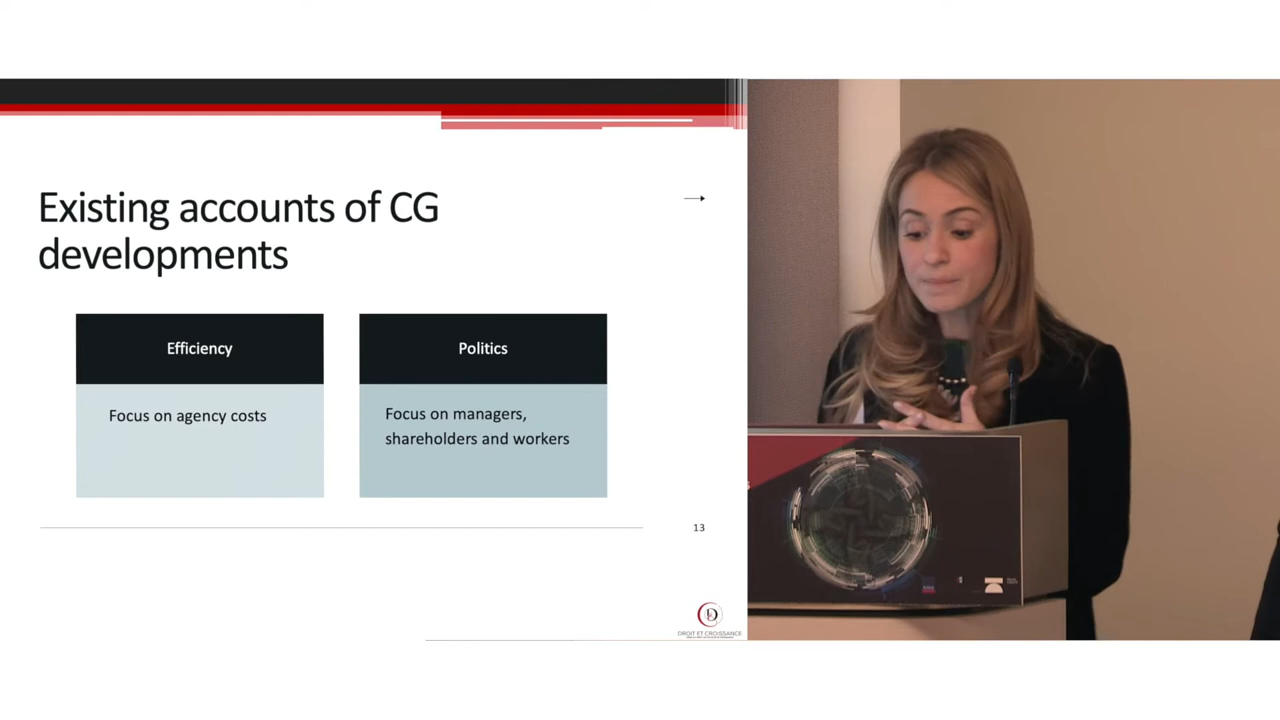 Existing accounts of CG
developments
Efficiency
Politics
Focus on agency costs
Focus on managers,
shareholders and workers
13
DROIT ET CROISSANCE